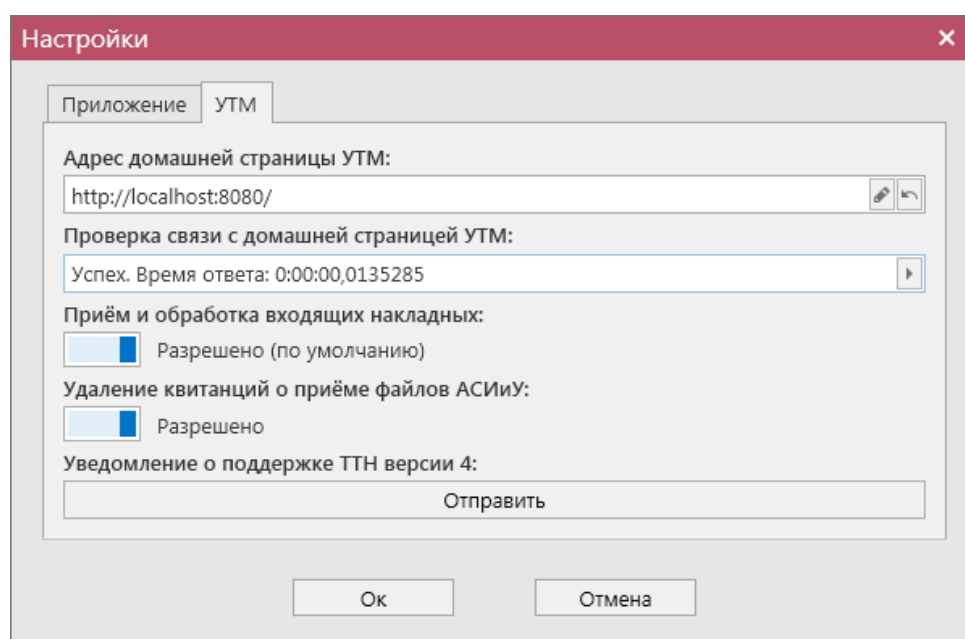 Настройки
Приложение УТМ
Адрес домашней страницы УТМ:
http://localhost:8080/
Проверка связи с домашней страницей УТМ:
Успех. Время ответа: 0:00:00,0135285
Приём и обработка входящих накладных:
Разрешено (по умолчанию)
Удаление квитанций о приёме файлов АСИиУ:
Разрешено
Уведомление о поддержке ТТН версии 4:
Отправить
Ок Отмена